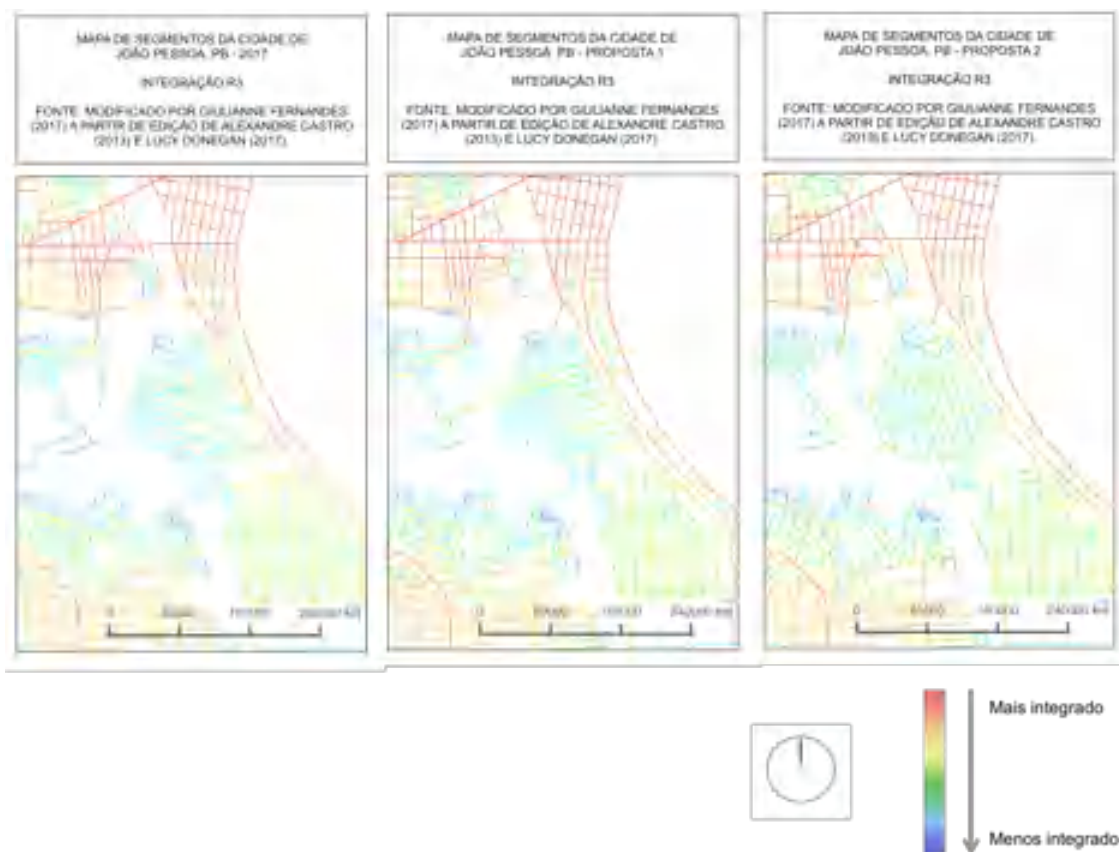 MAPA DE SEGMENTOS DA CIDADE DE
JOÃO PESSOA, PB - 2017
INTEGRAÇÃO R3
FONTE: MODIFICADO POR GIULIANNE FERNANDES
(2017) A PARTIR DE EDIÇÃO DE ALEXANDRE CASTRO
(2013) E LUCY DONEGAN (2017).
MAPA DE SEGMENTOS DA CIDADE DE
JOÃO PESSOA, PB - PROPOSTA 1
INTEGRAÇÃO R3
FONTE: MODIFICADO POR GIULIANNE FERNANDES
(2017) A PARTIR DE EDIÇÃO DE ALEXANDRE CASTRO
(2013) E LUCY DONEGAN (2017)
MAPA DE SEGMENTOS DA CIDADE DE
JOÃO PESSOA, PB - PROPOSTA 2
INTEGRAÇÃO R3
FONTE: MODIFICADO POR GIULIANNE FERNANDES
(2017) A PARTIR DE EDIÇÃO DE ALEXANDRE CASTRO
(2013) E LUCY DONEGAN (2017).
0
0
0
Mais integrado
Menos integrado